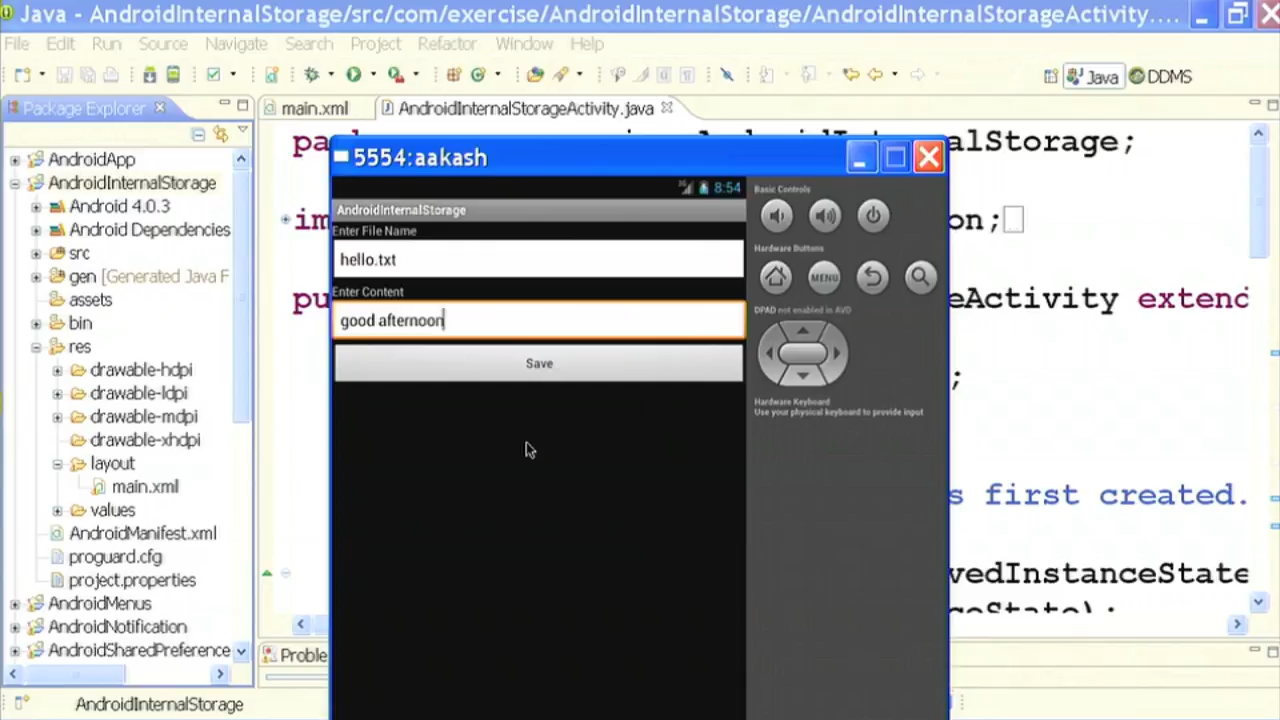 Java - AndroidInternalStorage/src/com/exercise/AndroidInternalStorage/AndroidInternalStorageActivity....
File Edit Run Source Navigate Search Project Refactor Window Help
Java DDMS
Package Explorer
main.xml
AndroidInternalStorageActivity.java
AndroidApp
AndroidInternalStorage
Android 4.0.3
Android Dependencies
src
gen [Generated Java F
assets
bin
res
drawable-hdpi
drawable-ldpi
drawable-mdpi
drawable-xhdpi
layout
main.xml
values
AndroidManifest.xml
proguard.cfg
project.properties
AndroidMenus
AndroidNotification
AndroidSharedPreference
AndroidInternalStorage
pa
alStorage;
im
on;
pu
eActivity extend
;
s first created.
vedInstanceState
Proble
5554:aakash
3G 8:54
AndroidInternalStorage
Enter File Name
hello.txt
Enter Content
good afternoon
Save
Basic Controls
Hardware Buttons
MENU
DPAD not enabled in AVD
Hardware Keyboard
Use your physical keyboard to provide input